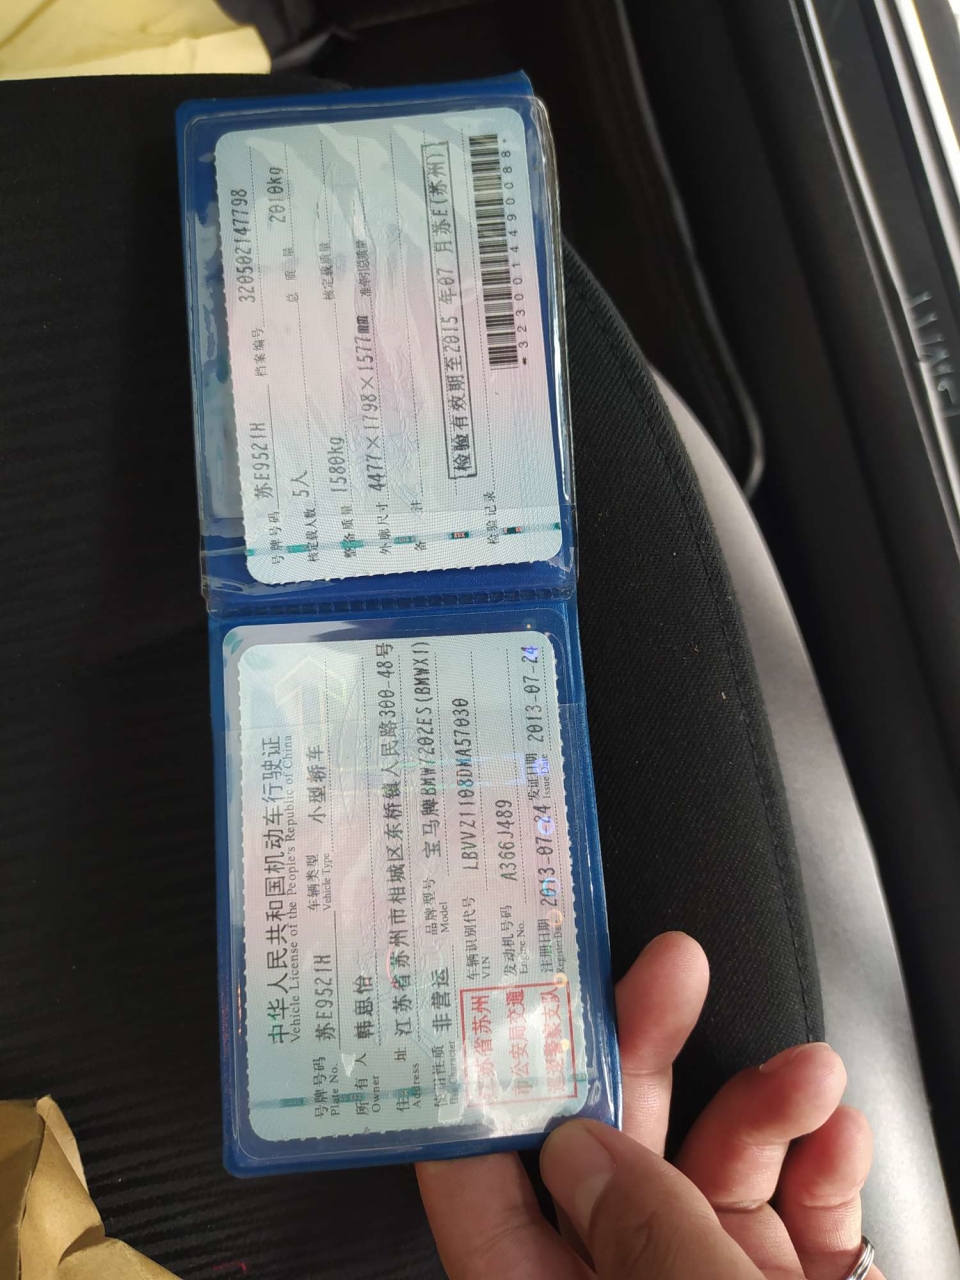 中华人民共和国机动车行驶证
Vehicle License of the People's Republic of China
号牌号码 苏E9521H 车辆类型 小型轿车
Plate No. Vehicle Type
所有人 韩思怡
Owner
住 址 江苏省苏州市相城区东桥镇人民路300-48号
Address
使用性质 非营运 品牌型号 宝马牌BMW7202ES(BMWX1)
Character Model
江苏省苏州
市公安局交通
巡逻警察支队
车辆识别代号 LBVVZ1108DMA57030
VIN
发动机号码 A366J489
Engine No.
注册日期 2013-07-24 发证日期 2013-07-24
Register Date Issue Date
号牌号码 苏E9521H 档案编号 320502147798
核定载人数 5人 总 质 量 2010kg
整备质量 1580kg 核定载质量
外廓尺寸 4477×1798×1577mm 准牵引总质量
备 注
检验有效期至2015 年07 月苏E(苏州)
检验记录
*3230014490088*